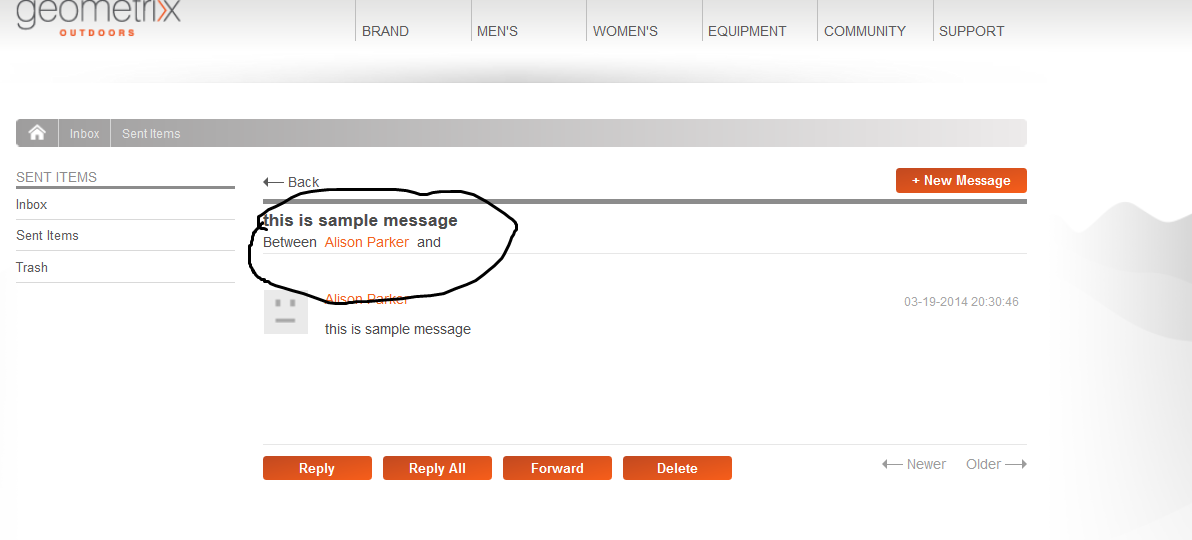 geometrixx
OUTDOORS
BRAND
MEN'S
WOMEN'S
EQUIPMENT
COMMUNITY
SUPPORT
Inbox
Sent Items
SENT ITEMS
Inbox
Sent Items
Trash
Back
+ New Message
this is sample message
Between Alison Parker and
Alison Parker
03-19-2014 20:30:46
this is sample message
Reply
Reply All
Forward
Delete
Newer
Older